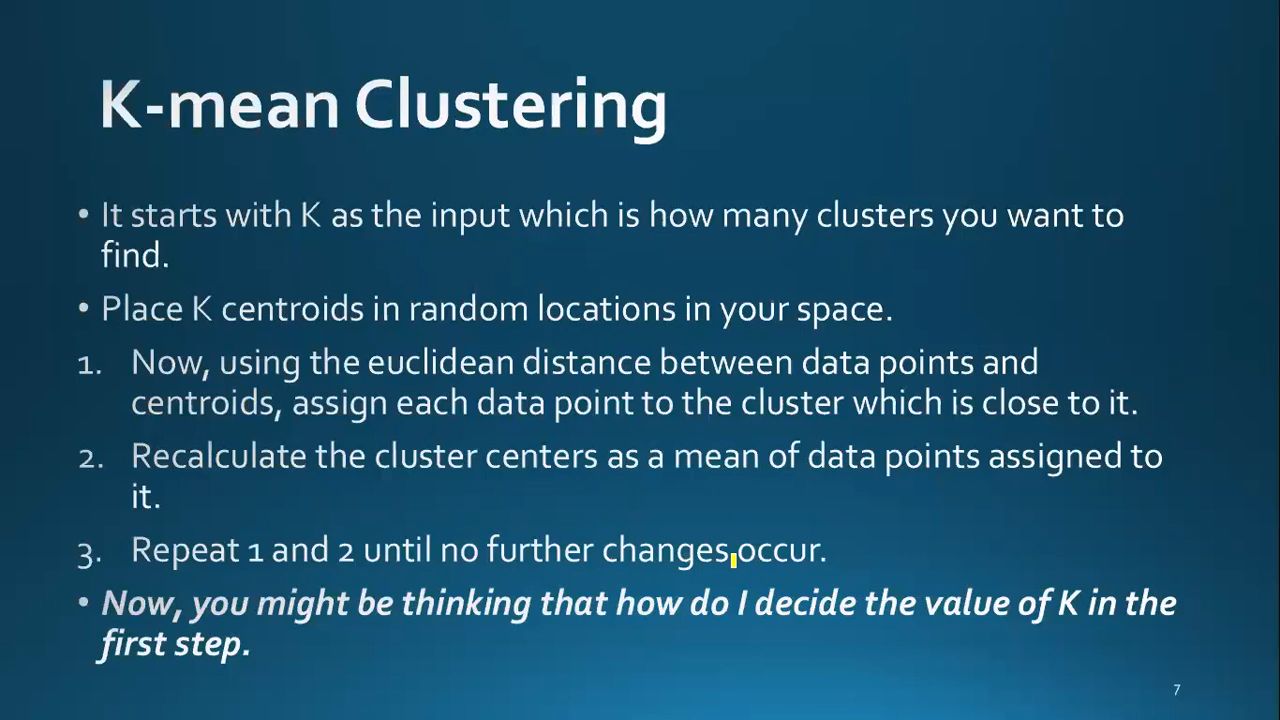 K-mean Clustering
• It starts with K as the input which is how many clusters you want to
find.
• Place K centroids in random locations in your space.
1. Now, using the euclidean distance between data points and
centroids, assign each data point to the cluster which is close to it.
2. Recalculate the cluster centers as a mean of data points assigned to
it.
3. Repeat 1 and 2 until no further changes occur.
• Now, you might be thinking that how do I decide the value of K in the
first step.
7